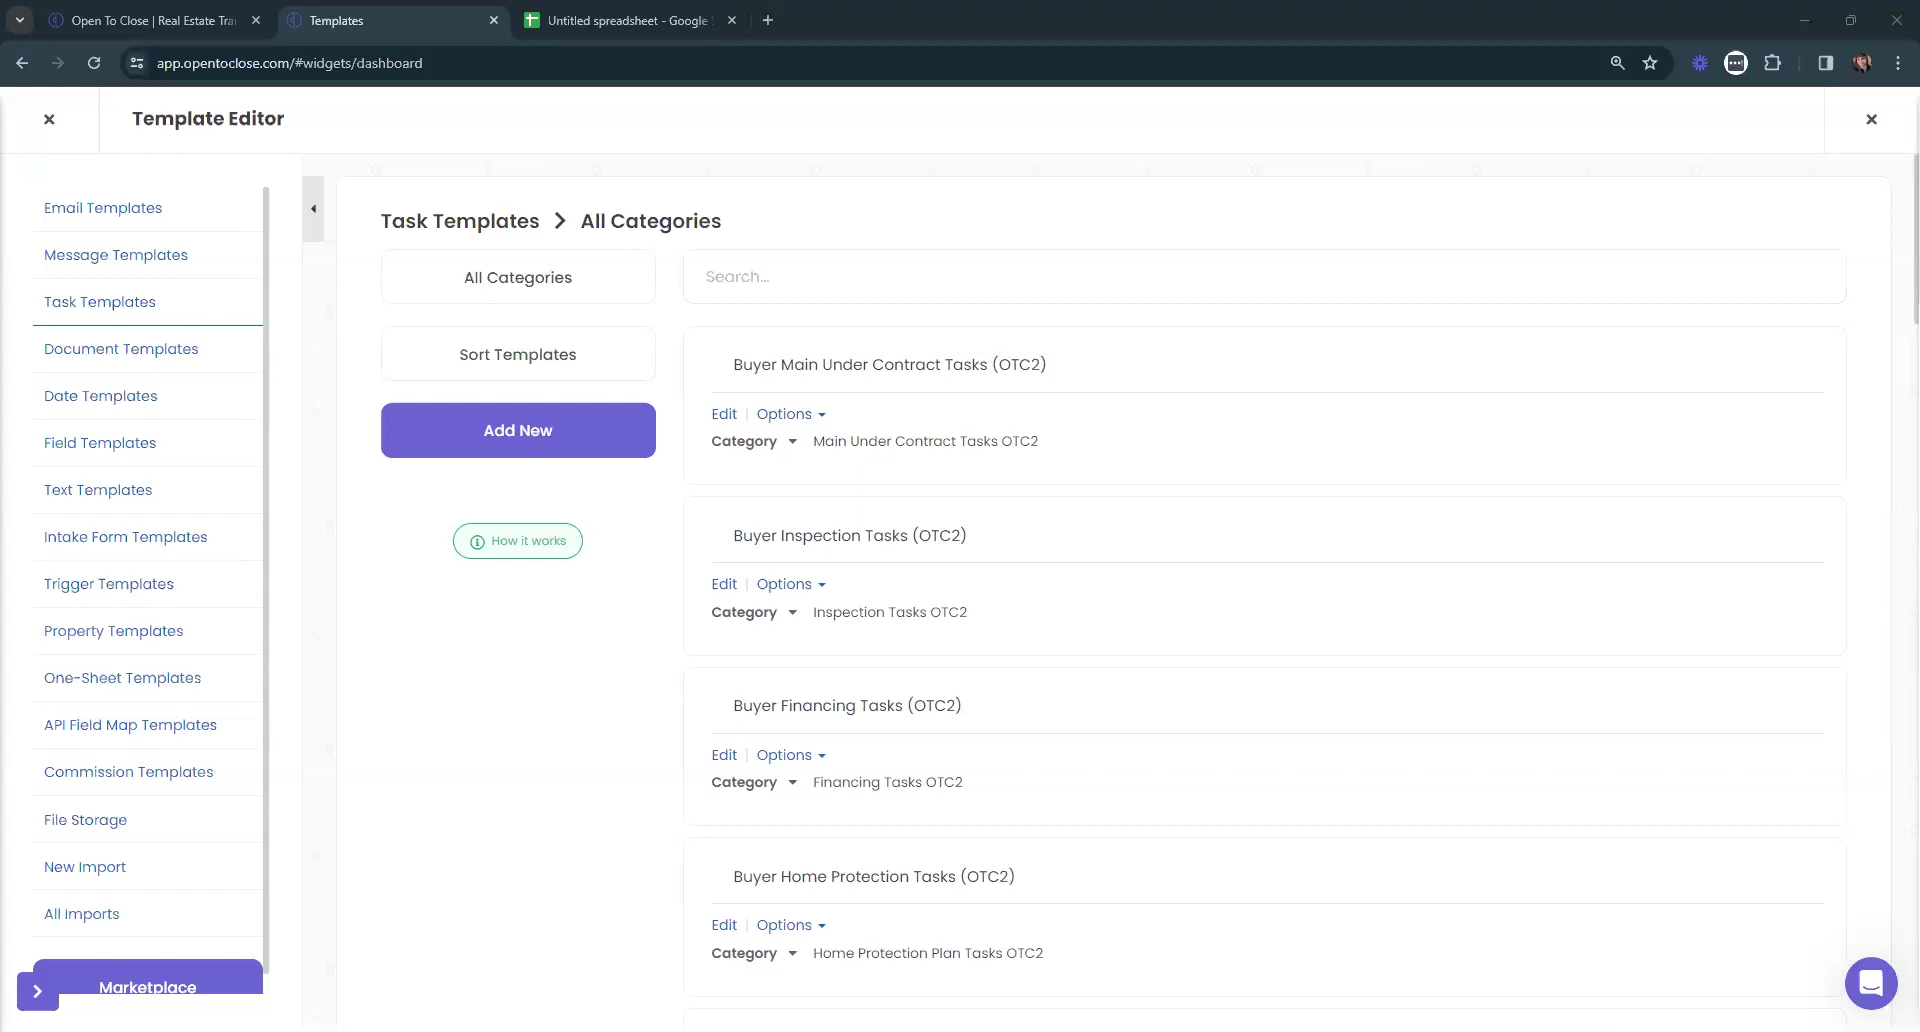 Open To Close | Real Estate Tra
Templates
Untitled spreadsheet - Google
app.opentoclose.com/#widgets/dashboard
Template Editor
Email Templates
Message Templates
Task Templates
Document Templates
Date Templates
Field Templates
Text Templates
Intake Form Templates
Trigger Templates
Property Templates
One-Sheet Templates
API Field Map Templates
Commission Templates
File Storage
New Import
All Imports
Marketplace
Task Templates > All Categories
All Categories
Search...
Sort Templates
Add New
How it works
Buyer Main Under Contract Tasks (OTC2)
Edit | Options
Category Main Under Contract Tasks OTC2
Buyer Inspection Tasks (OTC2)
Edit | Options
Category Inspection Tasks OTC2
Buyer Financing Tasks (OTC2)
Edit | Options
Category Financing Tasks OTC2
Buyer Home Protection Tasks (OTC2)
Edit | Options
Category Home Protection Plan Tasks OTC2